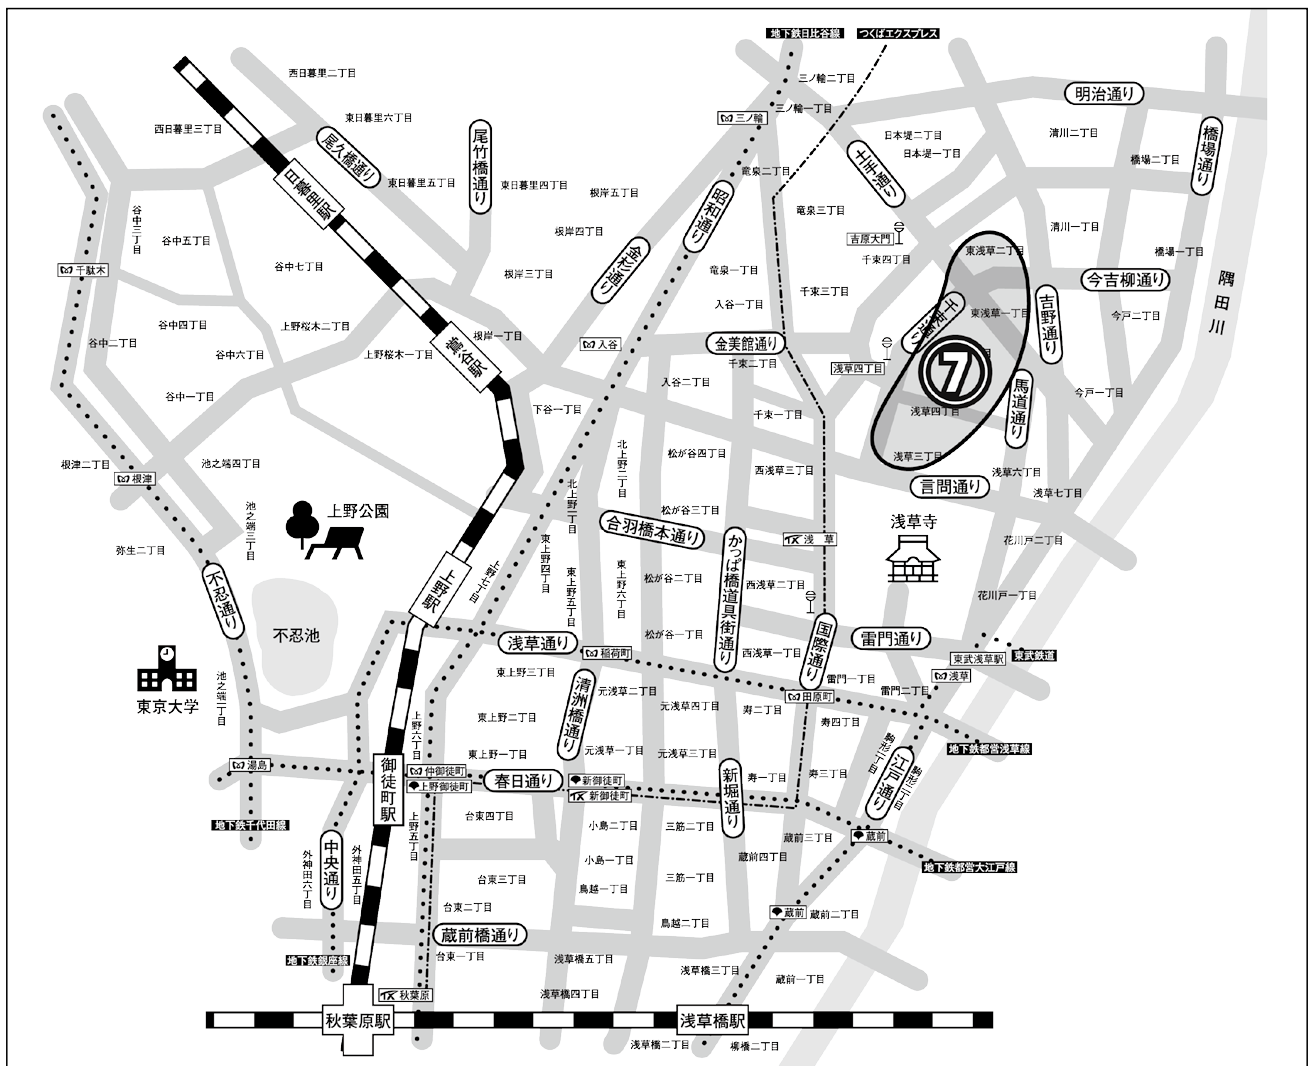 地下鉄日比谷線
つくばエクスプレス
西日暮里二丁目
三ノ輪二丁目
明治通り
東日暮里六丁目
三ノ輪一丁目
三ノ輪
西日暮里三丁目
尾久橋通り
尾竹橋通り
日本堤二丁目
清川二丁目
橋場通り
日本堤一丁目
橋場二丁目
土手通り
竜泉二丁目
日暮里駅
東日暮里五丁目
東日暮里四丁目
根岸五丁目
昭和通り
竜泉三丁目
谷中三丁目
谷中五丁目
根岸四丁目
吉原大門
清川一丁目
東浅草二丁目
橋場一丁目
千駄木
谷中七丁目
根岸三丁目
金杉通り
竜泉一丁目
千束四丁目
今吉柳通り
隅田川
千束三丁目
入谷一丁目
千束通り
東浅草一丁目
吉野通り
今戸二丁目
谷中四丁目
上野桜木二丁目
谷中二丁目
谷中六丁目
上野桜木一丁目
鶯谷駅
根岸一丁目
入谷
金美館通り
千束二丁目
浅草四丁目
7
目
入谷二丁目
馬道通り
今戸一丁目
谷中一丁目
下谷一丁目
千束一丁目
浅草四丁目
根津二丁目
池之端四丁目
北上野二丁目
松が谷四丁目
西浅草三丁目
浅草三丁目
浅草六丁目
根津
言問通り
浅草七丁目
池之端三丁目
上野公園
北上野一丁目
松が谷三丁目
合羽橋本通り
かっぱ橋道具街通り
浅草
浅草寺
弥生二丁目
東上野四丁目
花川戸二丁目
不忍通り
上野駅
上野七丁目
東上野五丁目
東上野六丁目
松が谷二丁目
西浅草二丁目
花川戸一丁目
不忍池
浅草通り
松が谷一丁目
国際通り
雷門通り
稲荷町
西浅草一丁目
東武浅草駅
東武鉄道
東京大学
池之端二丁目
東上野三丁目
清洲橋通り
元浅草二丁目
雷門一丁目
浅草
田原町
雷門二丁目
元浅草四丁目
寿二丁目
寿四丁目
上野六丁目
東上野二丁目
駒形一丁目
地下鉄都営浅草線
東上野一丁目
元浅草一丁目
元浅草三丁目
江戸通り
駒形二丁目
湯島
御徒町駅
仲御徒町
上野御徒町
春日通り
新御徒町
新御徒町
新堀通り
寿一丁目
寿三丁目
地下鉄千代田線
上野五丁目
台東四丁目
小島二丁目
三筋二丁目
蔵前三丁目
蔵前
中央通り
外神田六丁目
外神田五丁目
小島一丁目
蔵前四丁目
地下鉄都営大江戸線
台東三丁目
鳥越一丁目
三筋一丁目
台東二丁目
蔵前
蔵前二丁目
鳥越二丁目
蔵前橋通り
地下鉄銀座線
台東一丁目
浅草橋五丁目
浅草橋三丁目
蔵前一丁目
秋葉原
浅草橋四丁目
秋葉原駅
浅草橋駅
浅草橋二丁目
柳橋二丁目